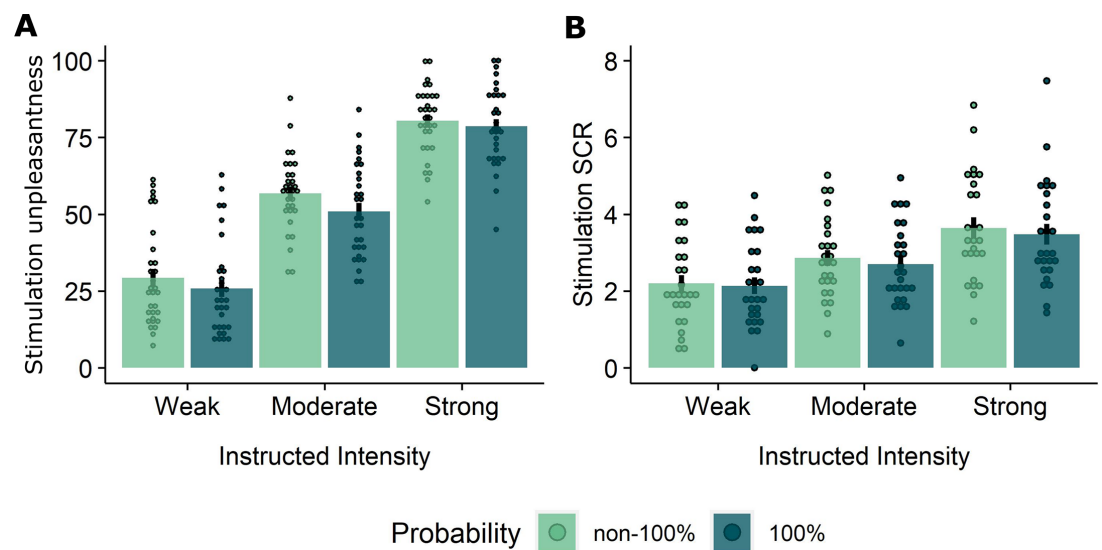 A
Stimulation unpleasantness
100
75
50
25
0
Weak Moderate Strong
Instructed Intensity
B
Stimulation SCR
8
6
4
2
0
Weak Moderate Strong
Instructed Intensity
Probability non-100% 100%